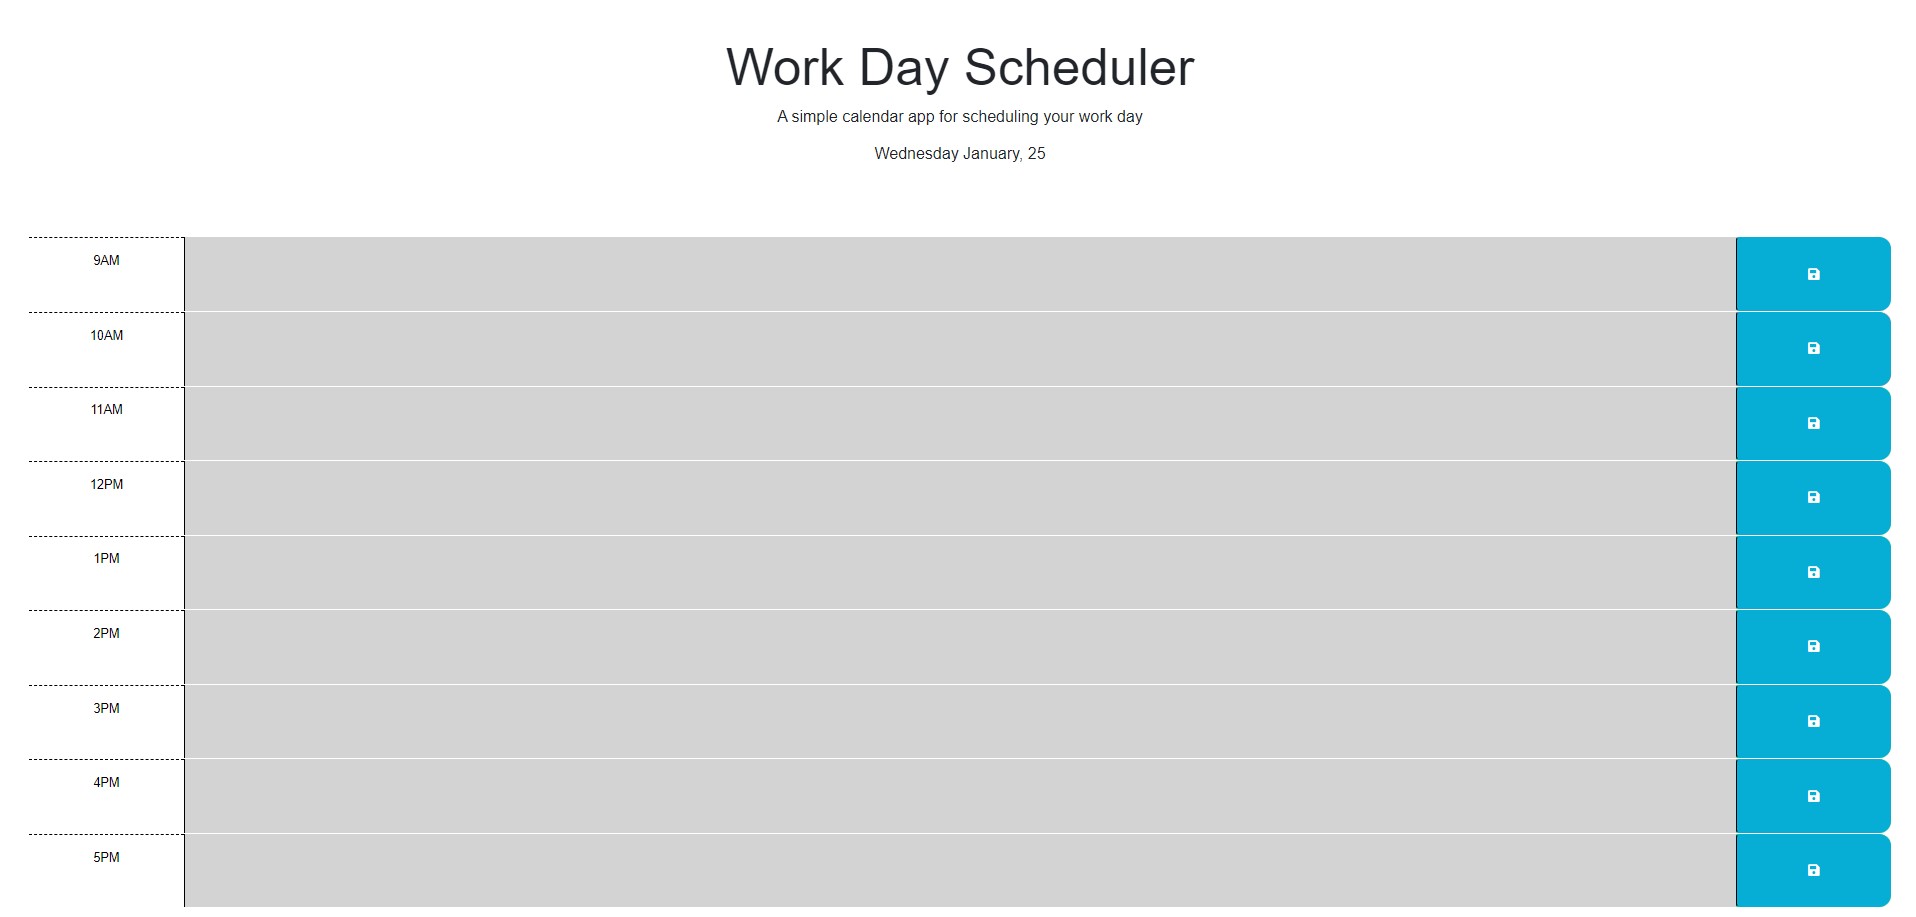 Work Day Scheduler
A simple calendar app for scheduling your work day
Wednesday January, 25
9AM
10AM
11AM
12PM
1PM
2PM
3PM
4PM
5PM